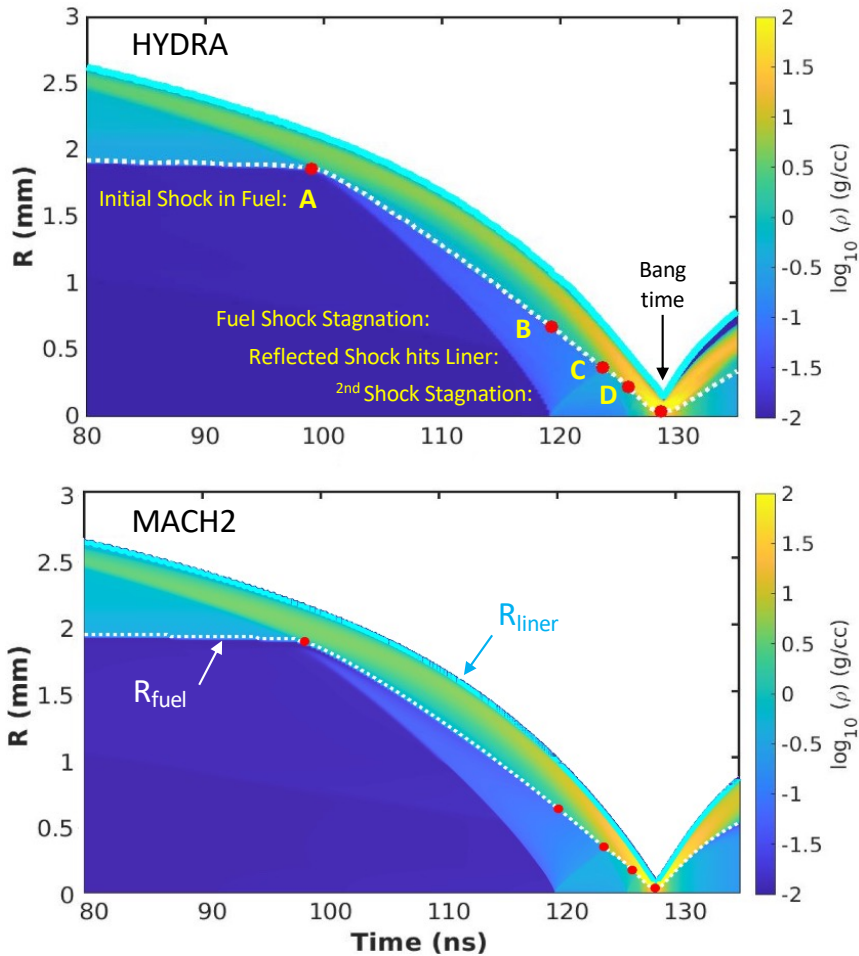 HYDRA
3
2.5
2
1.5
1
0.5
0
R (mm)
Initial Shock in Fuel: A
Fuel Shock Stagnation: B
Reflected Shock hits Liner: C
2nd Shock Stagnation: D
Bang
time
80 90 100 110 120 130
2
1.5
1
0.5
0
-0.5
-1
-1.5
-2
log10 (ρ) (g/cc)
MACH2
3
2.5
2
1.5
1
0.5
0
R (mm)
Rliner
Rfuel
80 90 100 110 120 130
Time (ns)
2
1.5
1
0.5
0
-0.5
-1
-1.5
-2
log10 (ρ) (g/cc)